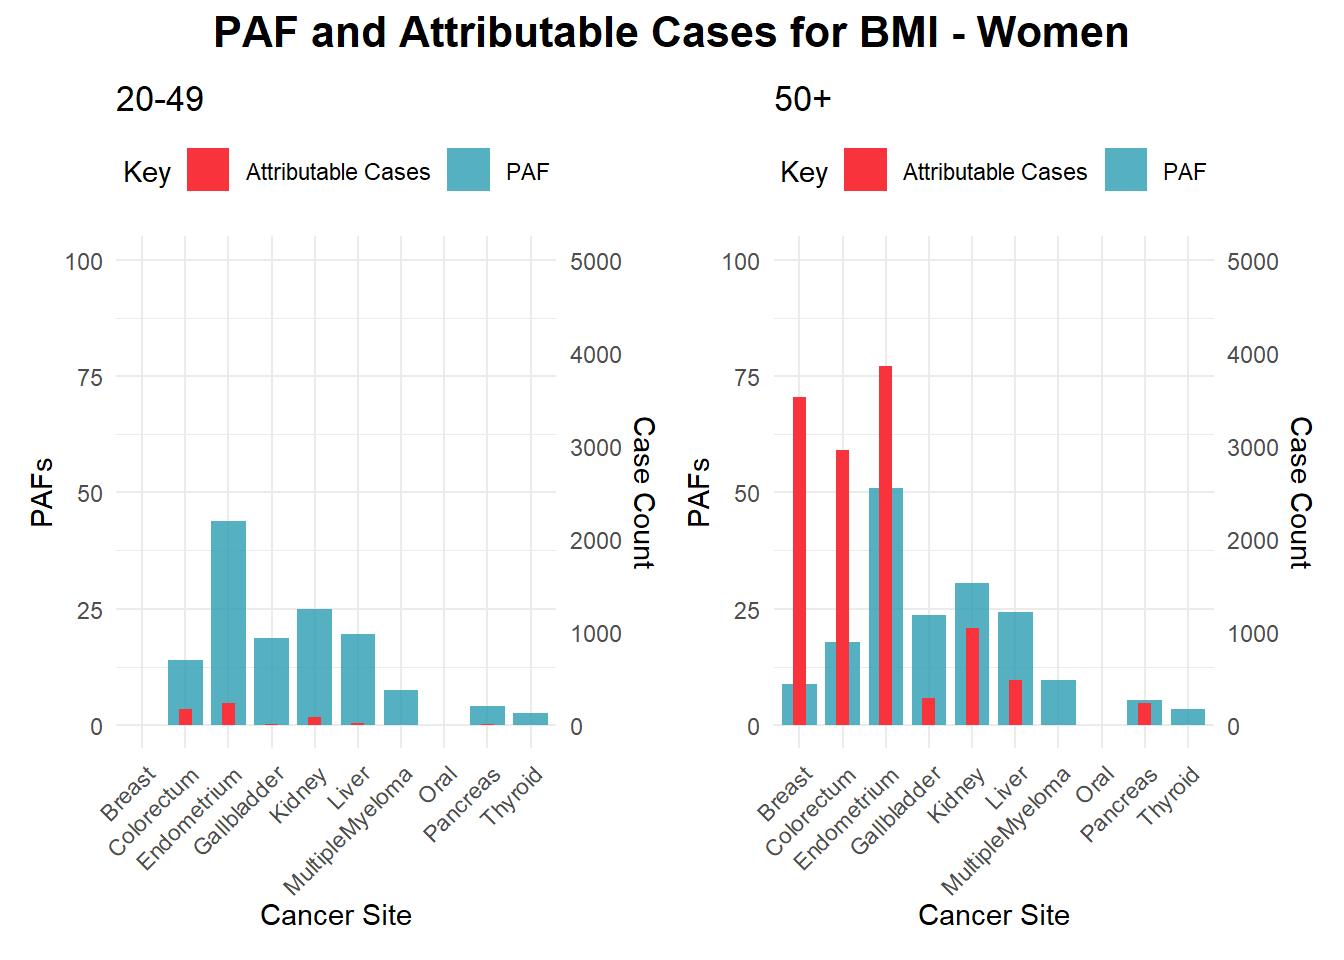 PAF and Attributable Cases for BMI - Women
20-49
Key Attributable Cases PAF
100
75
50
25
0
PAFs
5000
4000
3000
2000
1000
0
Case Count
Breast
Colorectum
Endometrium
Gallbladder
Kidney
Liver
MultipleMyeloma
Oral
Pancreas
Thyroid
Cancer Site
50+
Key Attributable Cases PAF
100
75
50
25
0
PAFs
5000
4000
3000
2000
1000
0
Case Count
Breast
Colorectum
Endometrium
Gallbladder
Kidney
Liver
MultipleMyeloma
Oral
Pancreas
Thyroid
Cancer Site